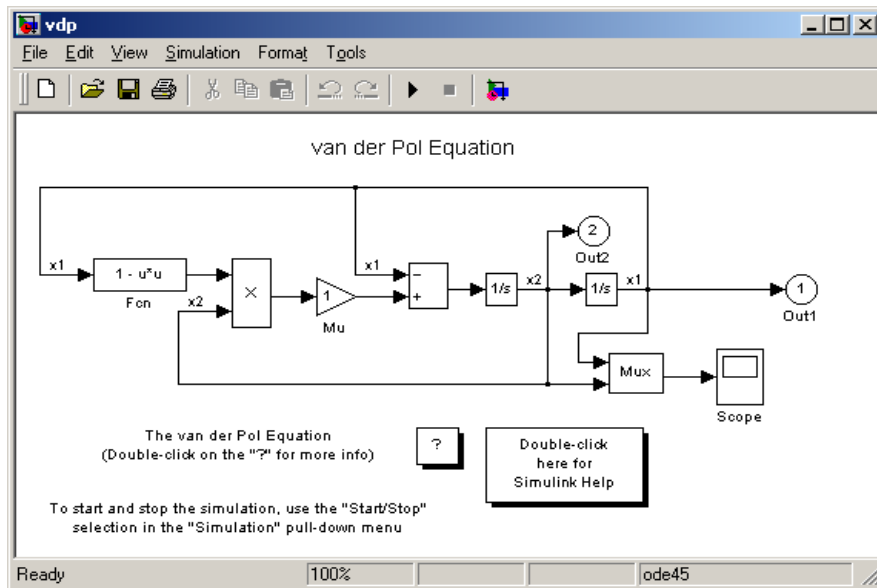 vdp
File Edit View Simulation Format Tools
van der Pol Equation
x1
1 - u*u
Fcn
x2
×
1
Mu
x1
−
+
1/s
x2
2
Out2
1/s
x1
1
Out1
Mux
Scope
The van der Pol Equation
(Double-click on the "?" for more info)
?
Double-click
here for
Simulink Help
To start and stop the simulation, use the "Start/Stop"
selection in the "Simulation" pull-down menu
Ready 100% ode45